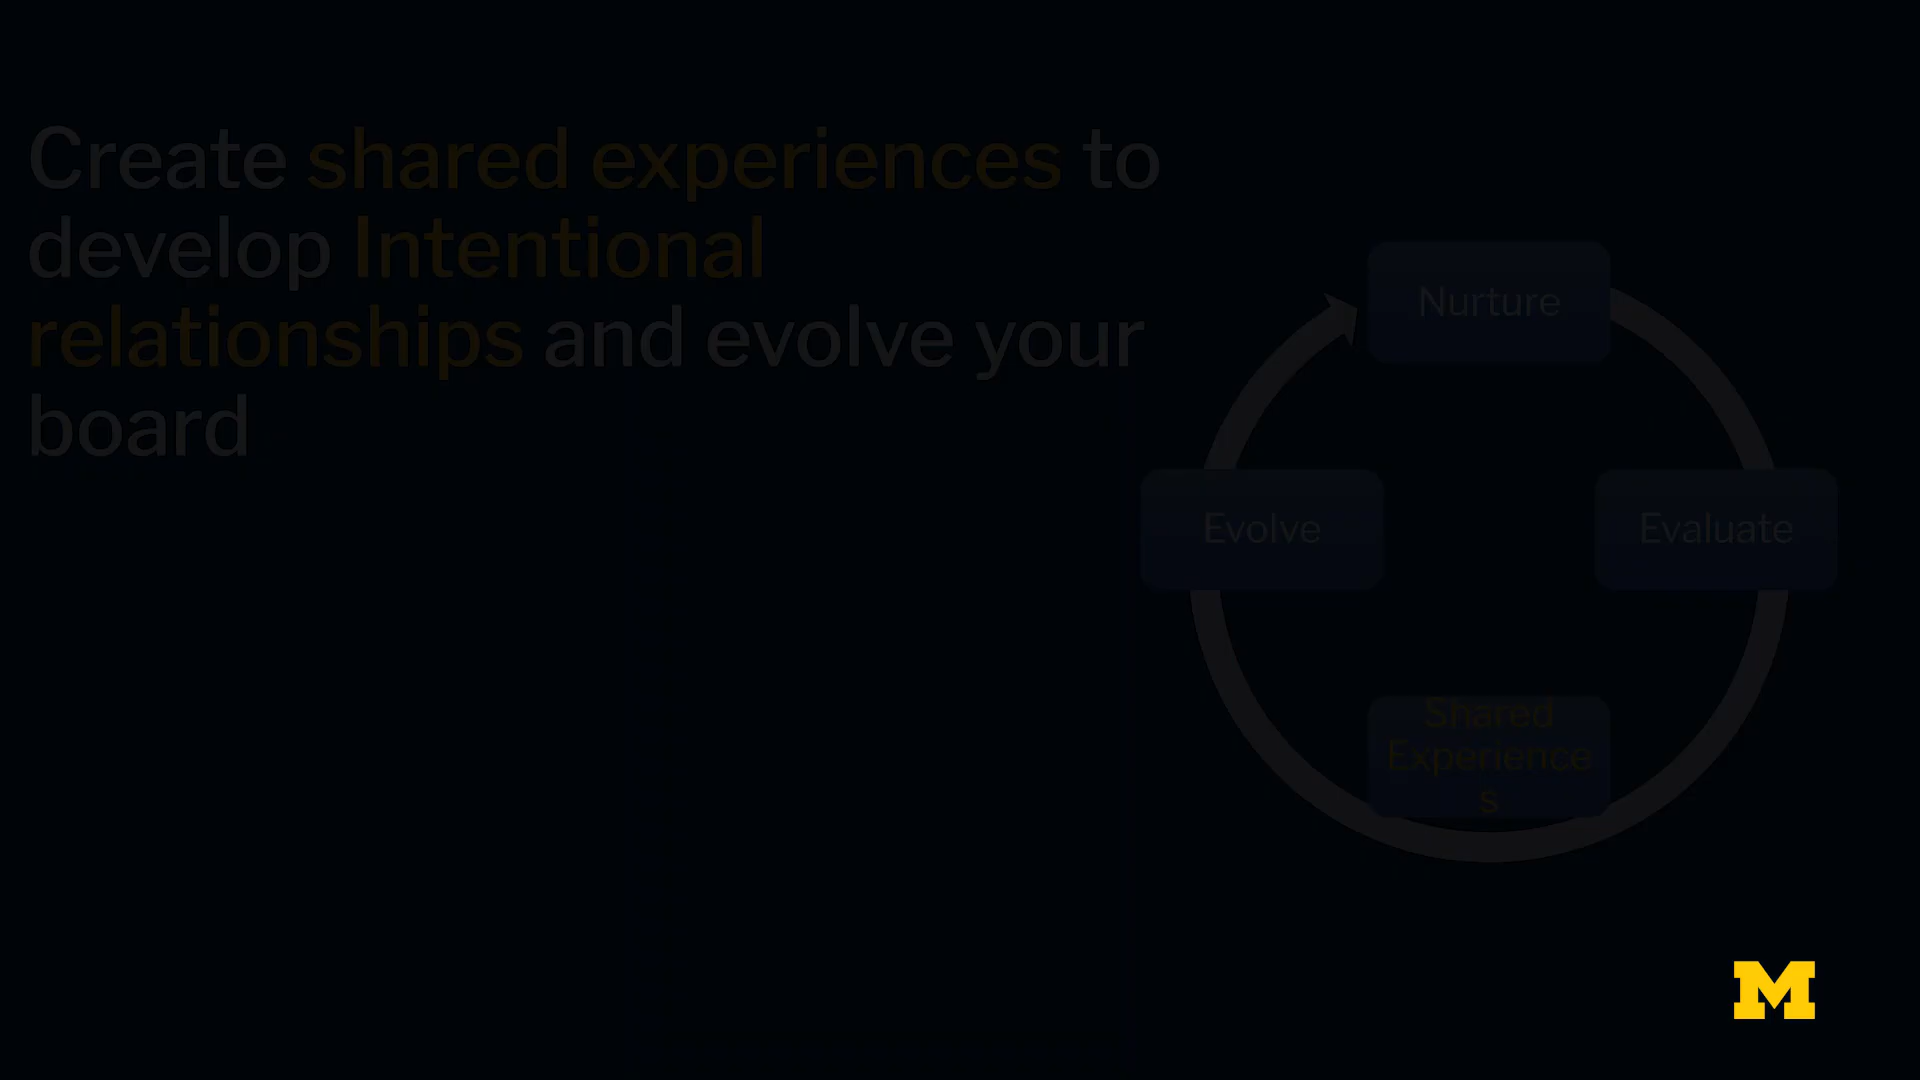 Create shared experiences to
develop Intentional
relationships and evolve your
board
Nurture
Evolve
Evaluate
Shared
Experience
s
M